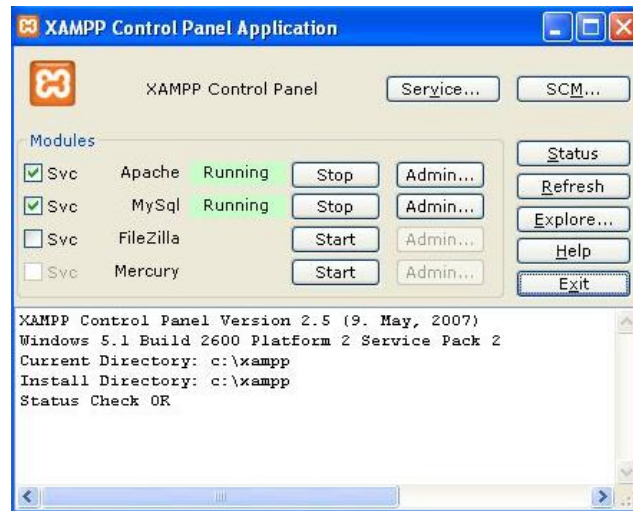 XAMPP Control Panel Application
XAMPP Control Panel
Service...
SCM...
Modules
Svc Apache Running Stop Admin...
Svc MySql Running Stop Admin...
Svc FileZilla Start Admin...
Svc Mercury Start Admin...
Status
Refresh
Explore...
Help
Exit
XAMPP Control Panel Version 2.5 (9. May, 2007)
Windows 5.1 Build 2600 Platform 2 Service Pack 2
Current Directory: c:\xampp
Install Directory: c:\xampp
Status Check OK